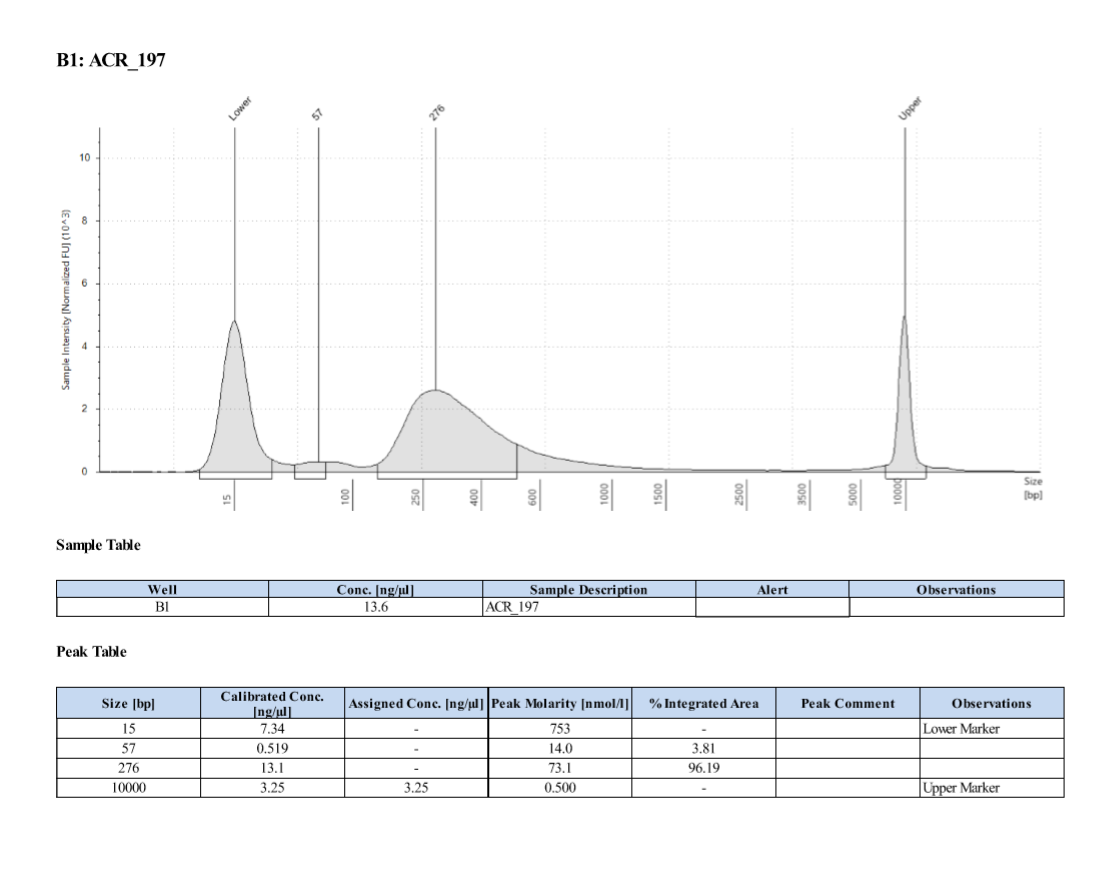 B1: ACR_197
Lower 57 276 Upper
Sample Intensity [Normalized FU] (10^3)
10
8
6
4
2
0
15 100 250 400 600 1000 1500 2500 3500 5000 10000 Size [bp]
Sample Table
Well Conc. [ng/µl] Sample Description Alert Observations
B1 13.6 ACR_197
Peak Table
Size [bp] Calibrated Conc. [ng/µl] Assigned Conc. [ng/µl] Peak Molarity [nmol/l] % Integrated Area Peak Comment Observations
15 7.34 - 753 - Lower Marker
57 0.519 - 14.0 3.81
276 13.1 - 73.1 96.19
10000 3.25 3.25 0.500 - Upper Marker